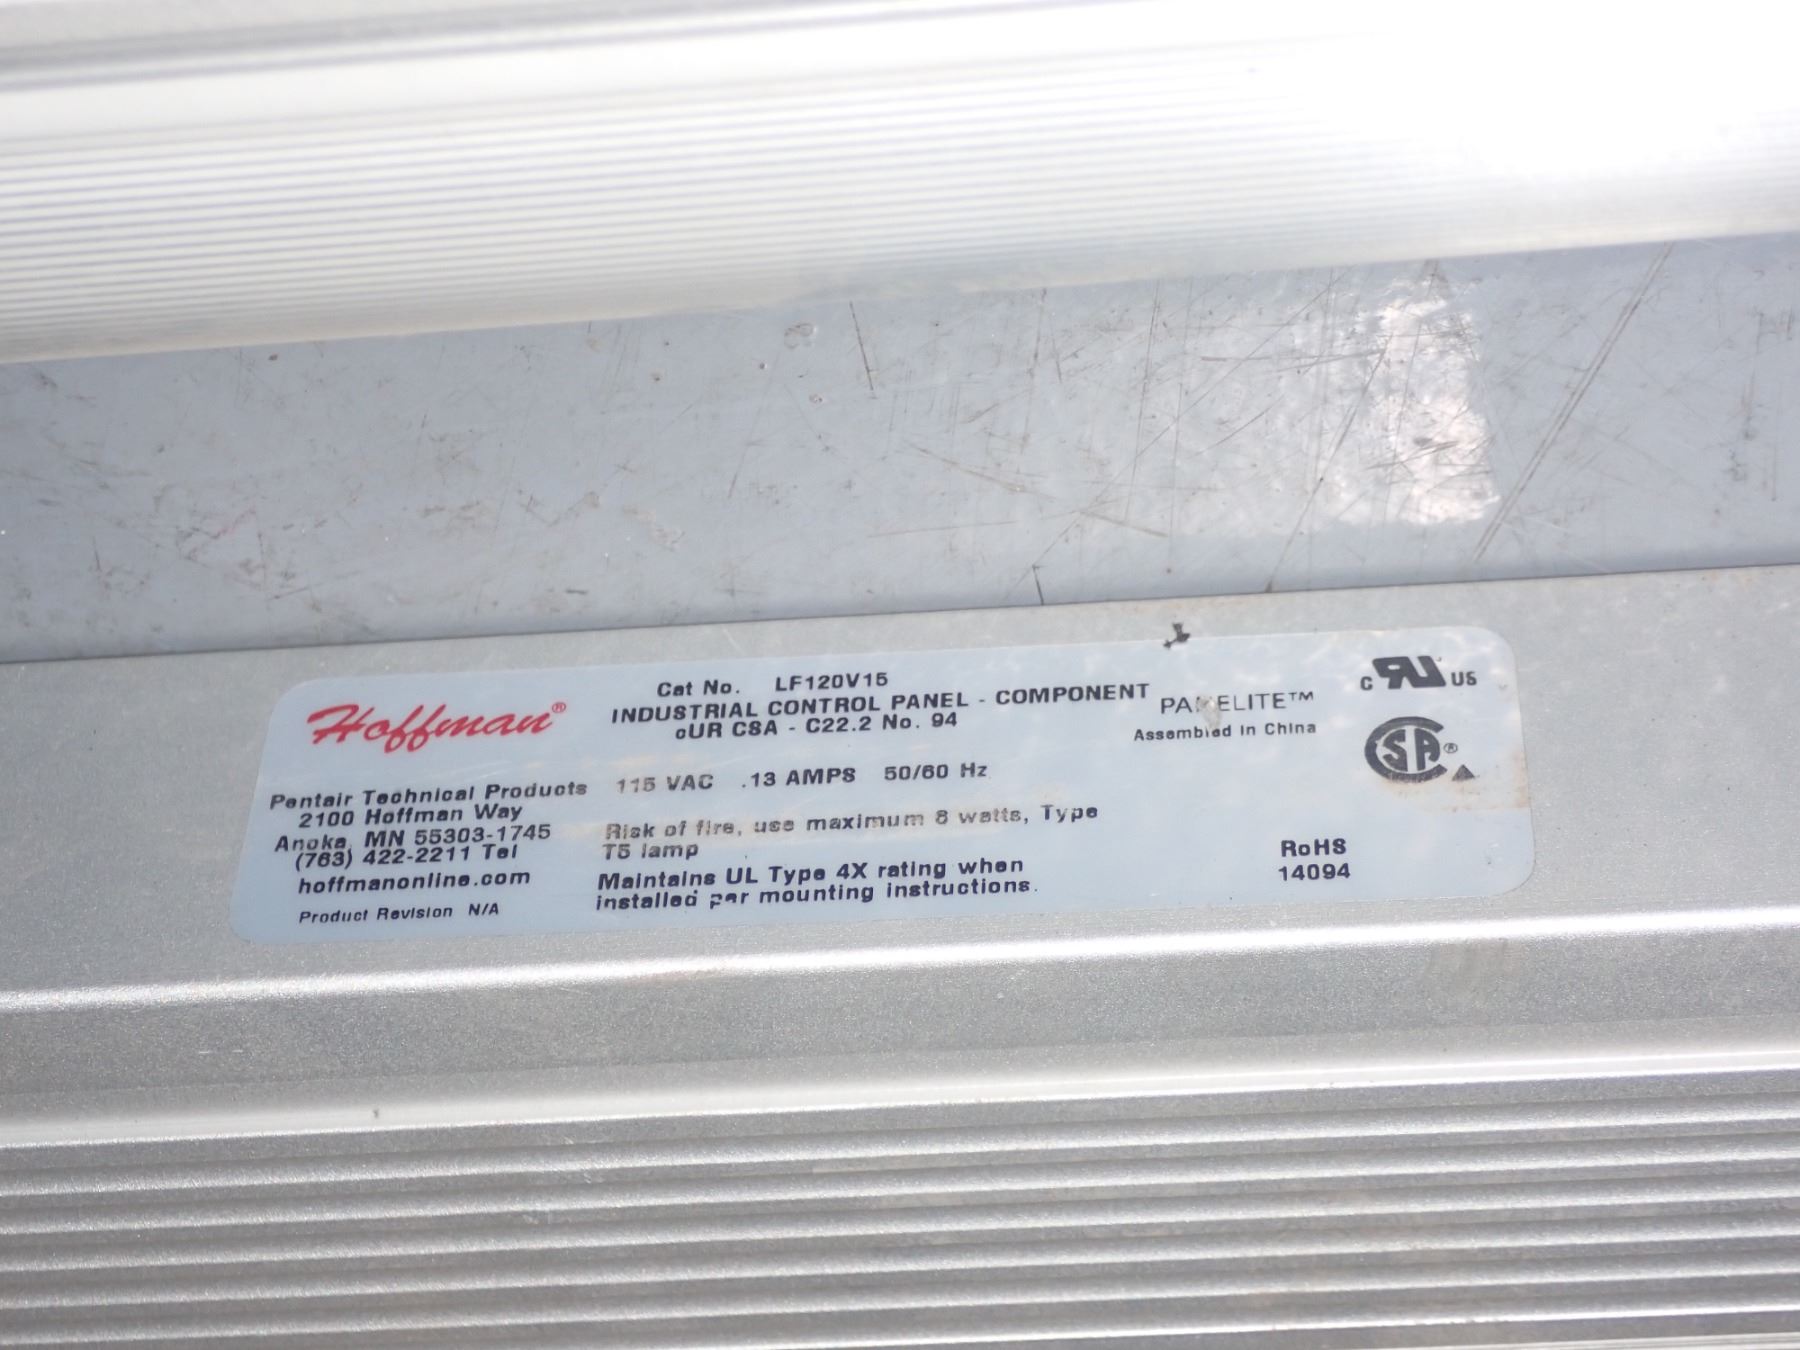 Hoffman®
Cat No. LF120V15
INDUSTRIAL CONTROL PANEL - COMPONENT
cUR CSA - C22.2 No. 94
PANELITE™
Assembled in China
C RU US
SA®
Pentair Technical Products
2100 Hoffman Way
Anoka, MN 55303-1745
(763) 422-2211 Tel
hoffmanonline.com
Product Revision N/A
115 VAC .13 AMPS 50/60 Hz
Risk of fire, use maximum 8 watts, Type
T5 lamp
Maintains UL Type 4X rating when
installed per mounting instructions.
RoHS
14094